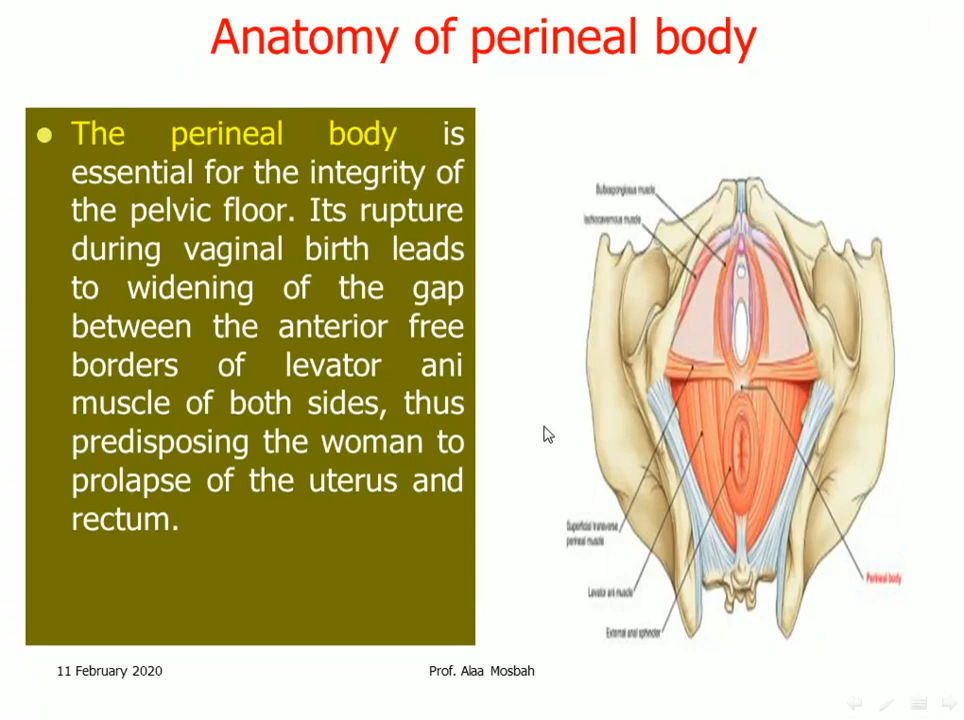 Anatomy of perineal body
The perineal body is
essential for the integrity of
the pelvic floor. Its rupture
during vaginal birth leads
to widening of the gap
between the anterior free
borders of levator ani
muscle of both sides, thus
predisposing the woman to
prolapse of the uterus and
rectum.
Bulbospongiosus muscle
Ischiocavernosus muscle
Superficial transverse
perineal muscle
Levator ani muscle
External anal sphincter
Perineal body
11 February 2020
Prof. Alaa Mosbah